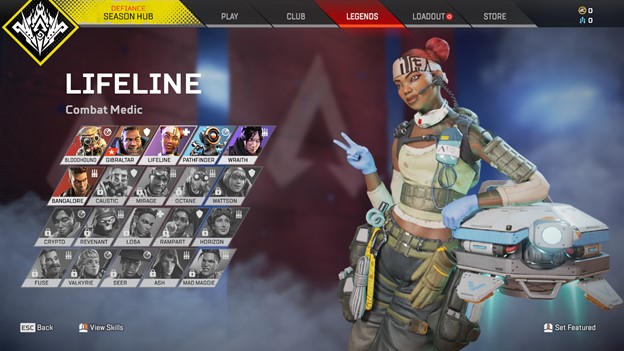 DEFIANCE
SEASON HUB
PLAY
CLUB
LEGENDS
LOADOUT
STORE
0
0
LIFELINE
Combat Medic
BLOODHOUND
GIBRALTAR
LIFELINE
PATHFINDER
WRAITH
BANGALORE
CAUSTIC
MIRAGE
OCTANE
WATTSON
CRYPTO
REVENANT
LOBA
RAMPART
HORIZON
FUSE
VALKYRIE
SEER
ASH
MAD MAGGIE
ESC Back
View Skills
Set Featured